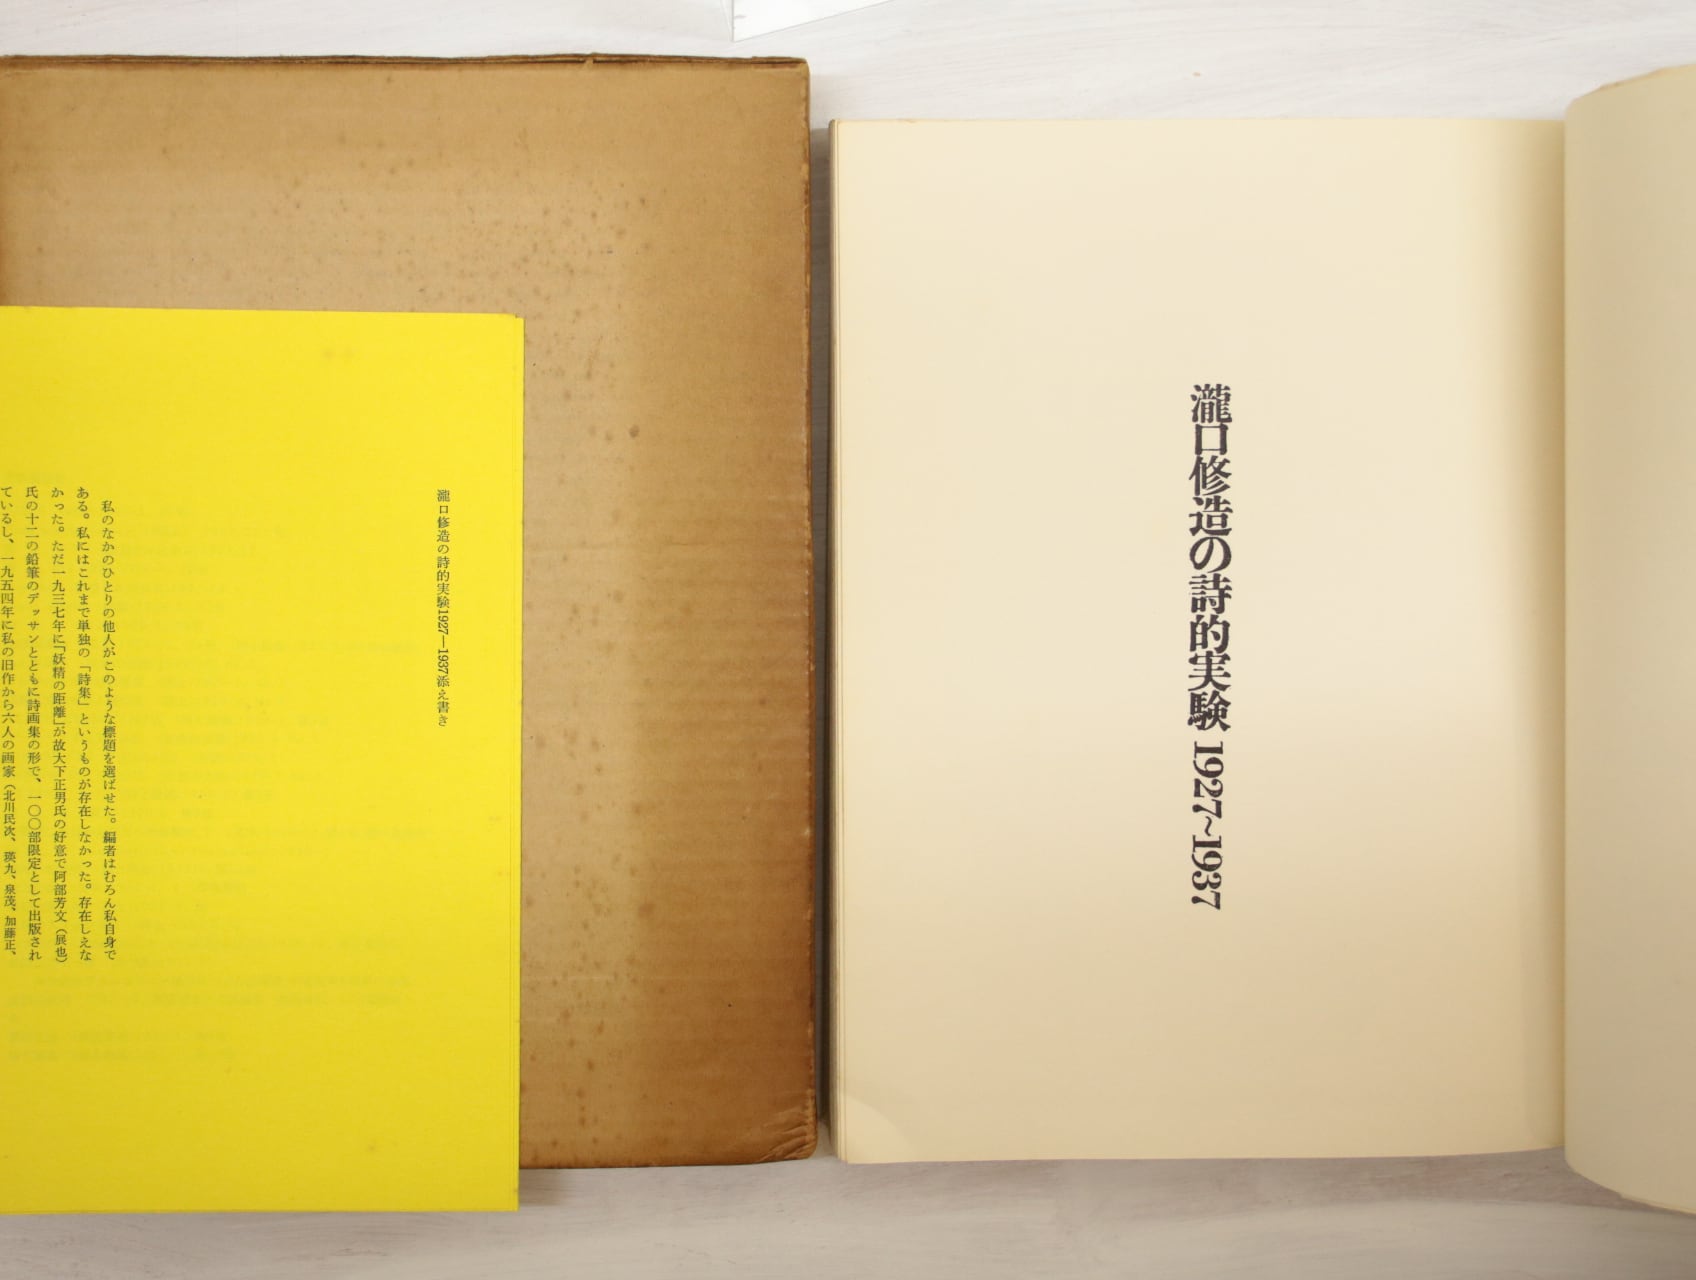 瀧口修造の詩的実験 1927~1937
瀧口修造の詩的実験1927—1937添え書き
私のなかのひとりの他人がこのような標題を選ばせた。編者はむろん私自身で
ある。私にはこれまで単独の「詩集」というものが存在しなかった。存在しえな
かった。ただ一九三七年に「妖精の距離」が故大下正男氏の好意で阿部芳文(展也)
氏の十二の鉛筆のデッサンとともに詩画集の形で、一〇〇部限定として出版され
ているし、一九五四年に私の旧作から六人の画家(北川民次、瑛九、泉茂、加藤正、